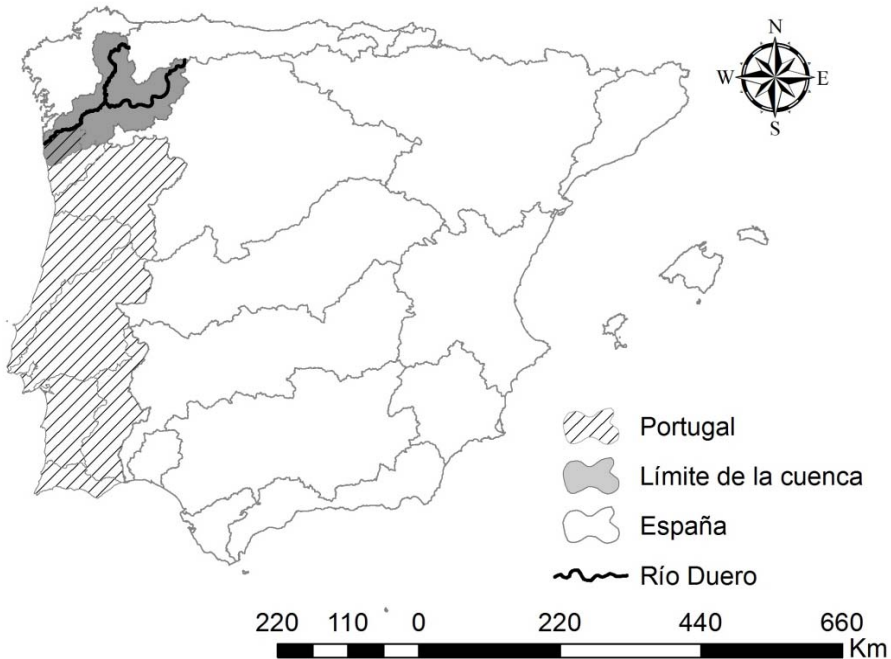 N
W E
S
Portugal
Límite de la cuenca
España
Río Duero
220 110 0 220 440 660
Km